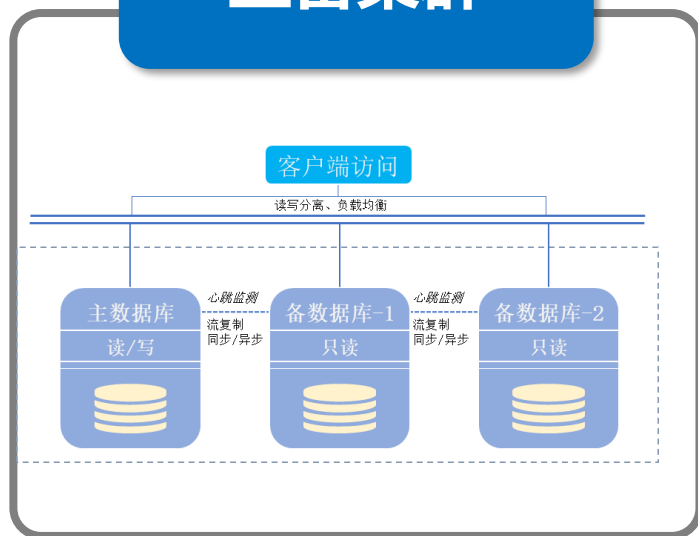 客户端访问
读写分离、负载均衡
主数据库
读/写
心跳监测
流复制
同步/异步
备数据库-1
只读
心跳监测
流复制
同步/异步
备数据库-2
只读